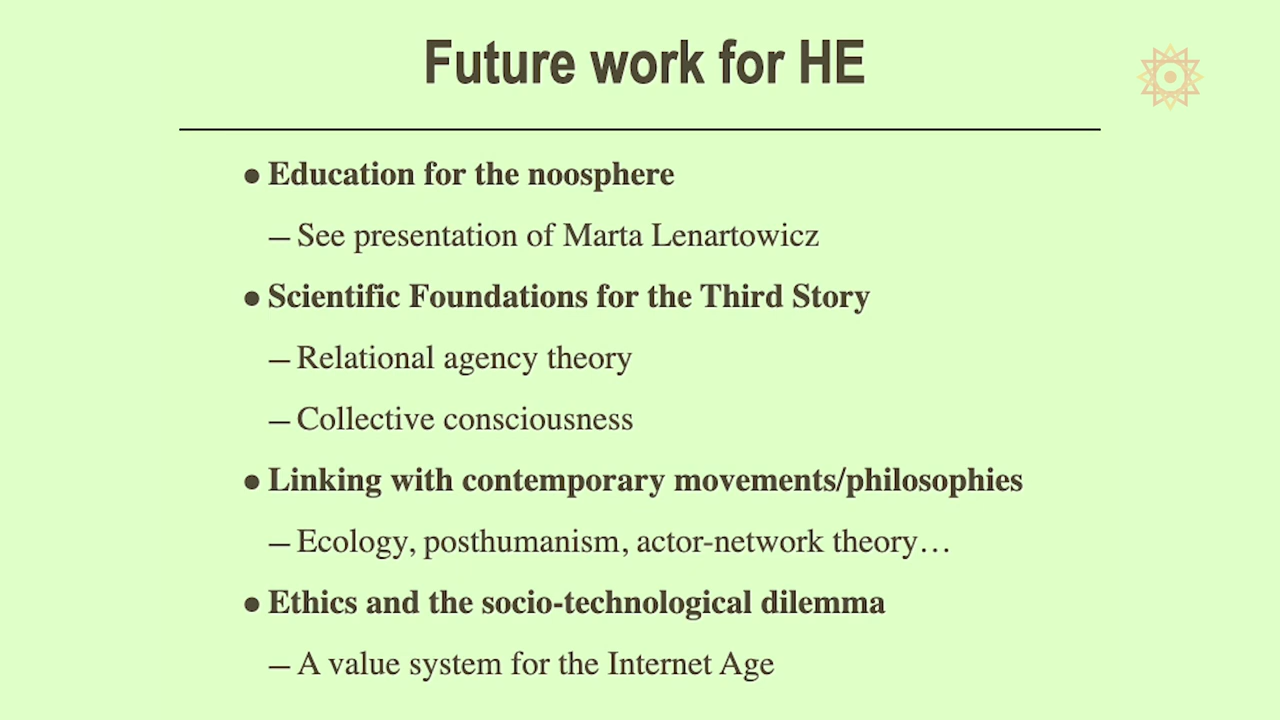 Future work for HE
• Education for the noosphere
– See presentation of Marta Lenartowicz
• Scientific Foundations for the Third Story
– Relational agency theory
– Collective consciousness
• Linking with contemporary movements/philosophies
– Ecology, posthumanism, actor-network theory…
• Ethics and the socio-technological dilemma
– A value system for the Internet Age